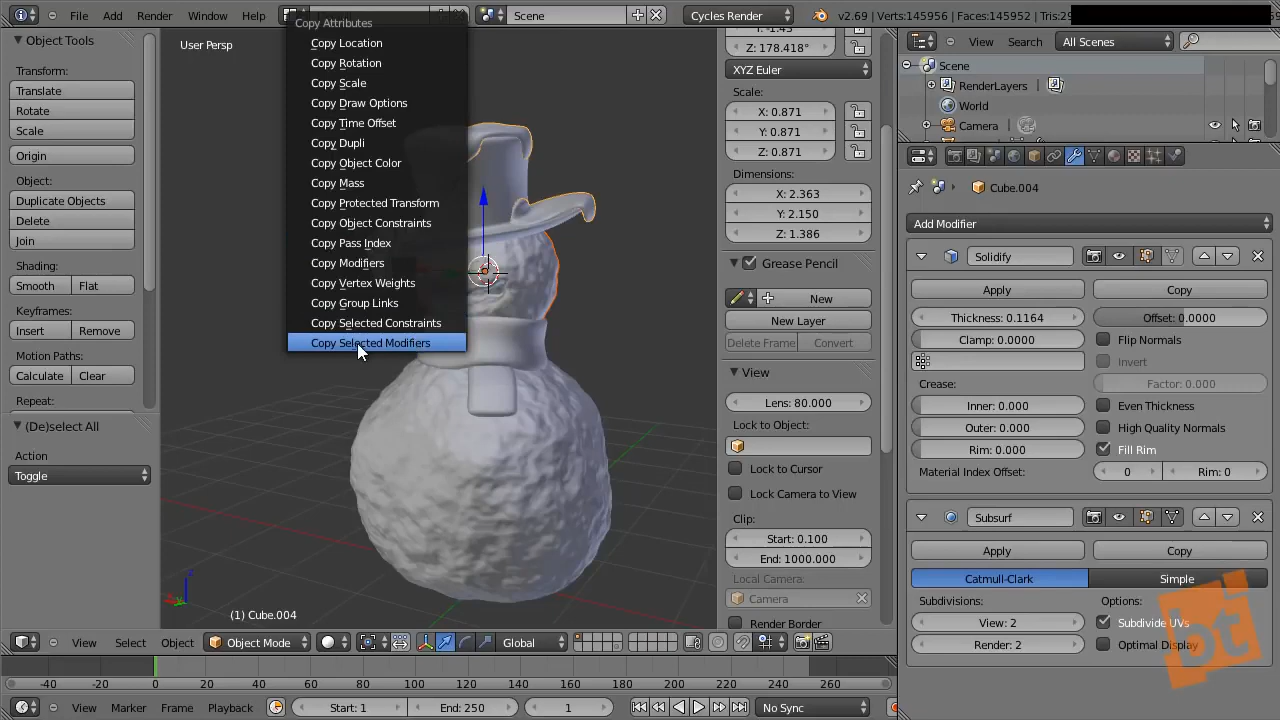 File Add Render Window Help
Scene
Cycles Render
v2.69 | Verts:145956 | Faces:145952 | Tris:29
Copy Attributes
Copy Location
Copy Rotation
Copy Scale
Copy Draw Options
Copy Time Offset
Copy Dupli
Copy Object Color
Copy Mass
Copy Protected Transform
Copy Object Constraints
Copy Pass Index
Copy Modifiers
Copy Vertex Weights
Copy Group Links
Copy Selected Constraints
Copy Selected Modifiers
Object Tools
Transform:
Translate
Rotate
Scale
Origin
Object:
Duplicate Objects
Delete
Join
Shading:
Smooth Flat
Keyframes:
Insert Remove
Motion Paths:
Calculate Clear
Repeat:
(De)select All
Action
Toggle
User Persp
(1) Cube.004
Z: 178.418°
XYZ Euler
Scale:
X: 0.871
Y: 0.871
Z: 0.871
Dimensions:
X: 2.363
Y: 2.150
Z: 1.386
Grease Pencil
New
New Layer
Delete Frame Convert
View
Lens: 80.000
Lock to Object:
Lock to Cursor
Lock Camera to View
Clip:
Start: 0.100
End: 1000.000
Local Camera:
Camera
Render Border
View Search All Scenes
Scene
RenderLayers
World
Camera
Cube.004
Add Modifier
Solidify
Apply Copy
Thickness: 0.1164 Offset: 0.0000
Clamp: 0.0000 Flip Normals
Invert
Crease: Factor: 0.000
Inner: 0.000 Even Thickness
Outer: 0.000 High Quality Normals
Rim: 0.000 Fill Rim
Material Index Offset: 0 Rim: 0
Subsurf
Apply Copy
Catmull-Clark Simple
Subdivisions: Options:
View: 2 Subdivide UVs
Render: 2 Optimal Display
bt
View Select Object Object Mode Global
-40 -20 0 20 40 60 80 100 120 140 160 180 200 220 240 260
View Marker Frame Playback Start: 1 End: 250 1 No Sync